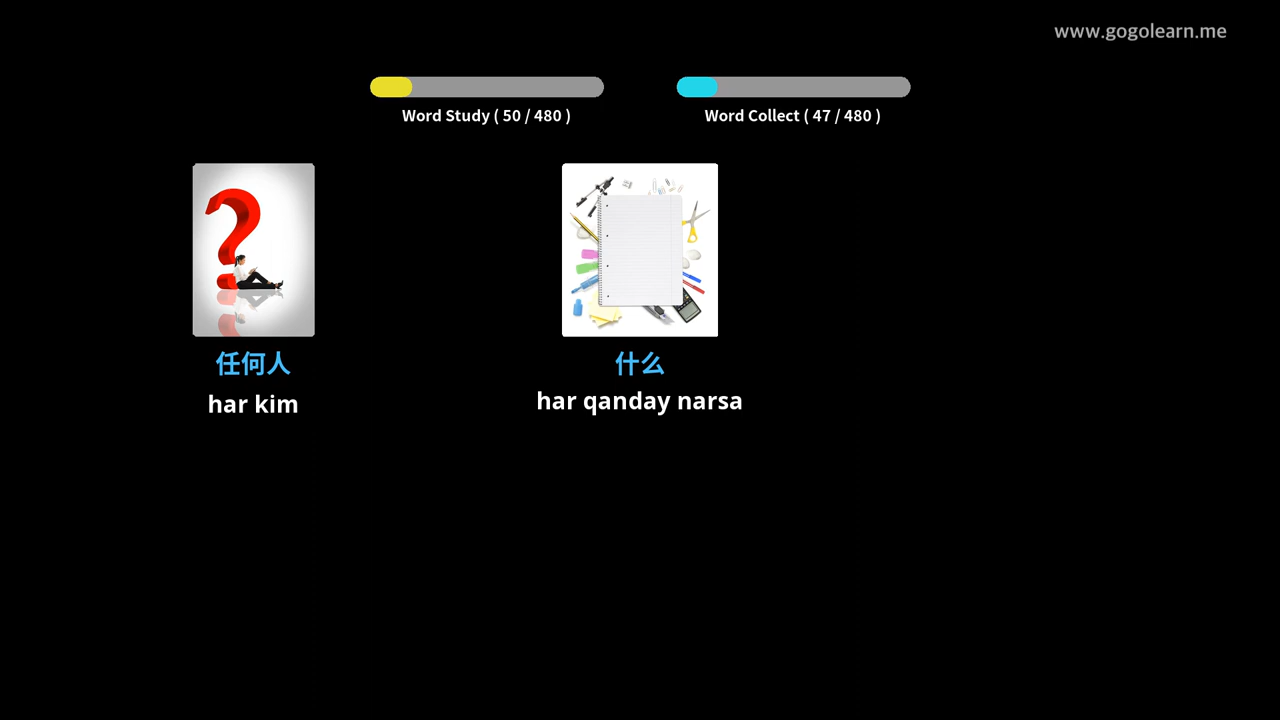 www.gogolearn.me
Word Study ( 50 / 480 )
Word Collect ( 47 / 480 )
任何人
har kim
什么
har qanday narsa